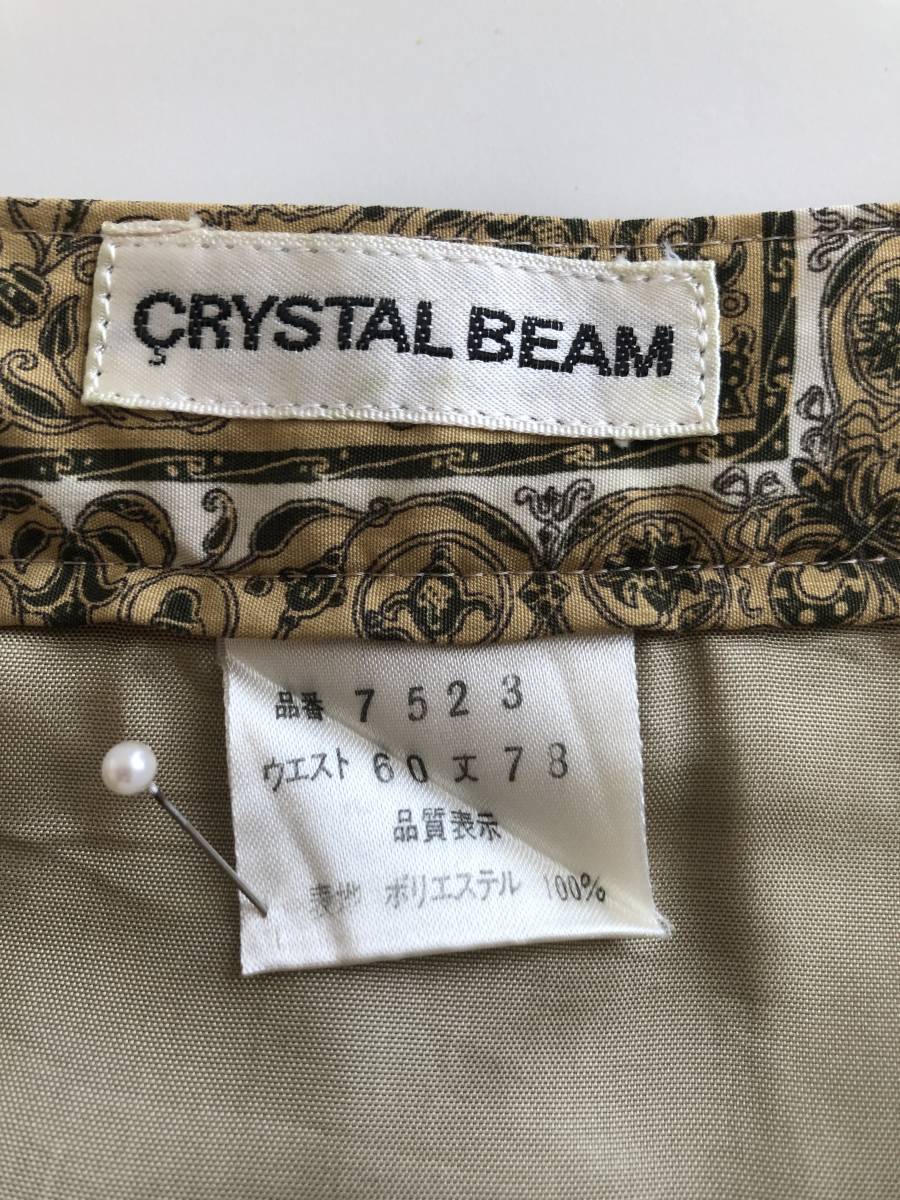 ÇRYSTAL BEAM
品番 7523
ウエスト 60 丈 78
品質表示
表地 ポリエステル 100%